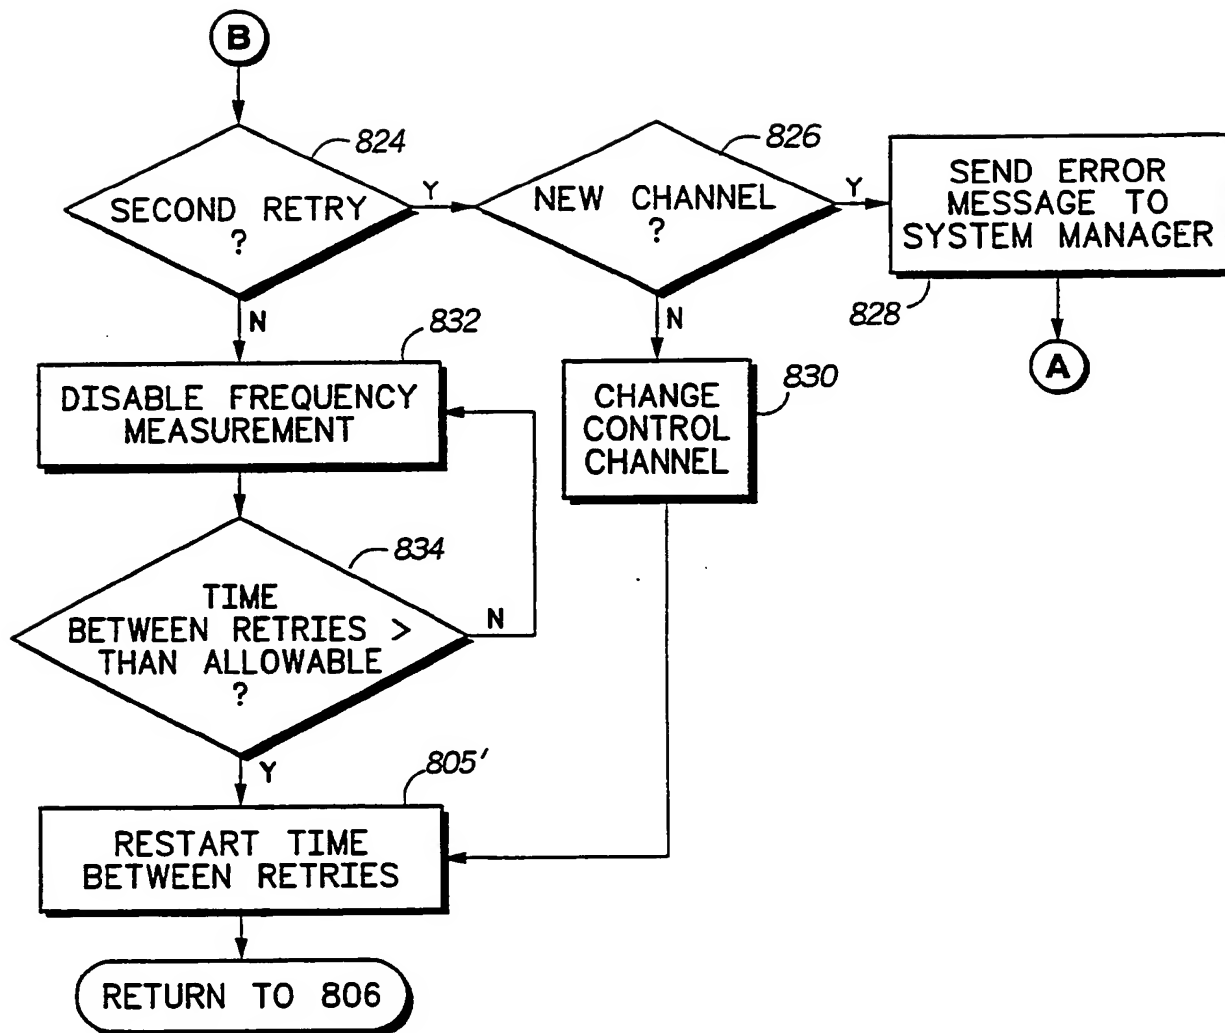 B
824
SECOND RETRY
?
Y
N
826
NEW CHANNEL
?
Y
N
SEND ERROR
MESSAGE TO
SYSTEM MANAGER
828
A
832
DISABLE FREQUENCY
MEASUREMENT
830
CHANGE
CONTROL
CHANNEL
834
TIME
BETWEEN RETRIES >
THAN ALLOWABLE
?
N
Y
805'
RESTART TIME
BETWEEN RETRIES
RETURN TO 806